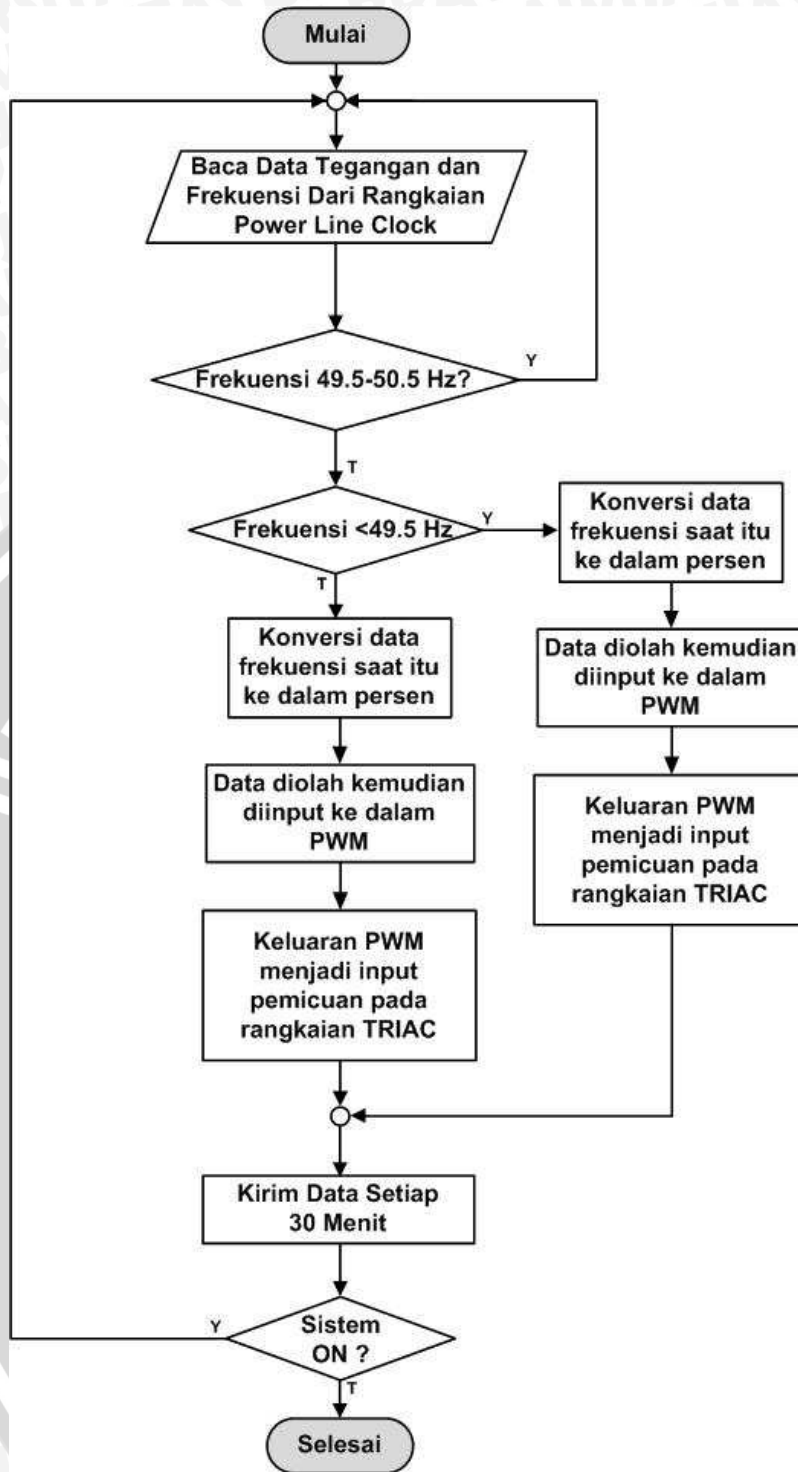 Mulai
Baca Data Tegangan dan
Frekuensi Dari Rangkaian
Power Line Clock
Frekuensi 49.5-50.5 Hz?
Y
T
Frekuensi <49.5 Hz
Y
T
Konversi data
frekuensi saat itu
ke dalam persen
Data diolah kemudian
diinput ke dalam
PWM
Keluaran PWM
menjadi input
pemicuan pada
rangkaian TRIAC
Konversi data
frekuensi saat itu
ke dalam persen
Data diolah kemudian
diinput ke dalam
PWM
Keluaran PWM
menjadi input
pemicuan pada
rangkaian TRIAC
Kirim Data Setiap
30 Menit
Sistem
ON ?
Y
T
Selesai